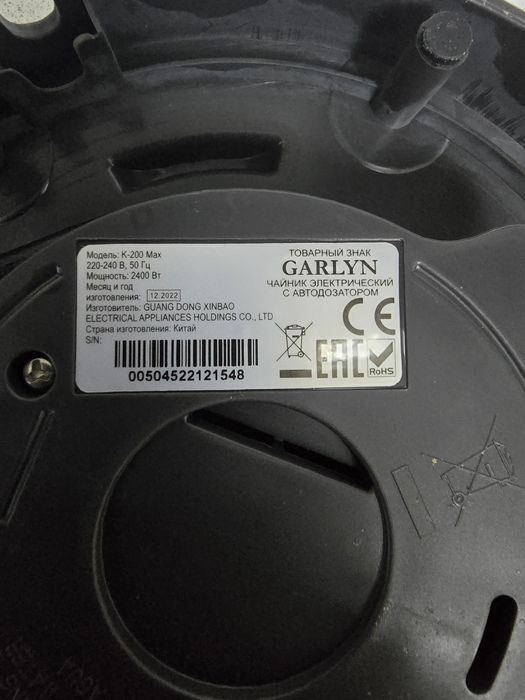 Модель: K-200 Max
220-240 В, 50 Гц
Мощность: 2400 Вт
Месяц и год
изготовления: 12.2022
Изготовитель: GUANG DONG XINBAO
ELECTRICAL APPLIANCES HOLDINGS CO., LTD
Страна изготовления: Китай
S/N:
00504522121548
ТОВАРНЫЙ ЗНАК
GARLYN
ЧАЙНИК ЭЛЕКТРИЧЕСКИЙ
С АВТОДОЗАТОРОМ
CE
EAC
RoHS